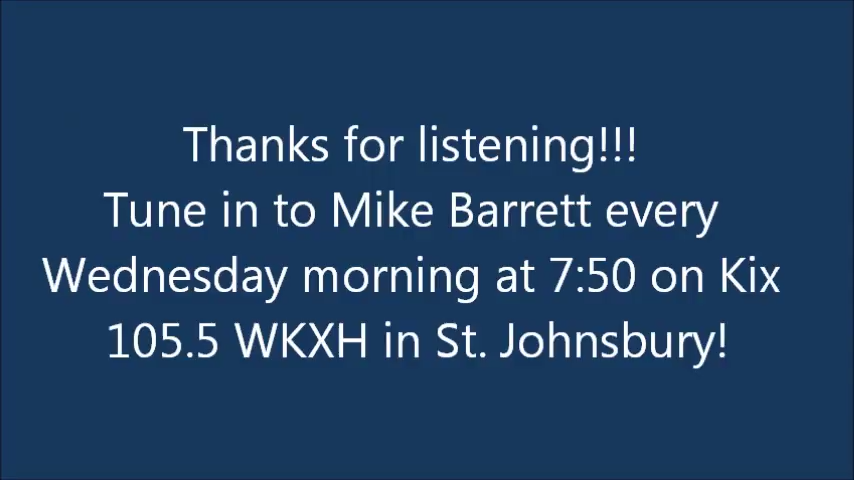 Thanks for listening!!!
Tune in to Mike Barrett every
Wednesday morning at 7:50 on Kix
105.5 WKXH in St. Johnsbury!